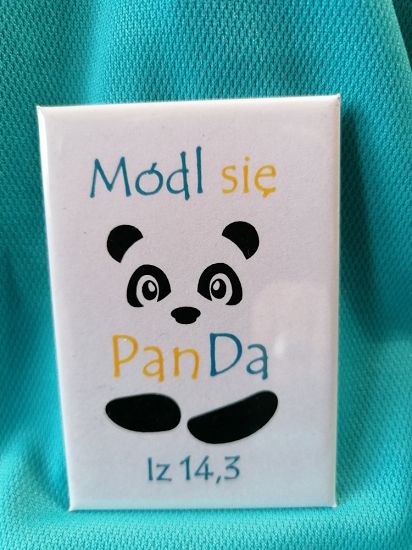 Módl się
PanDa
Iz 14,3